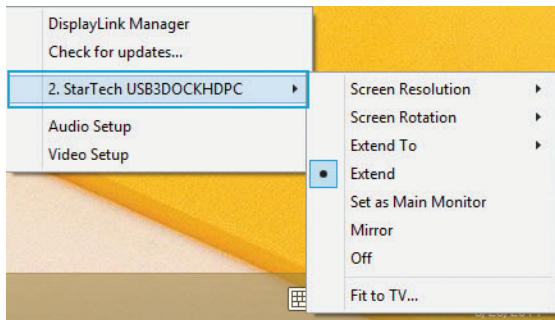 DisplayLink Manager
Check for updates...
2. StarTech USB3DOCKHDPC
Audio Setup
Video Setup
Screen Resolution
Screen Rotation
Extend To
Extend
Set as Main Monitor
Mirror
Off
Fit to TV...